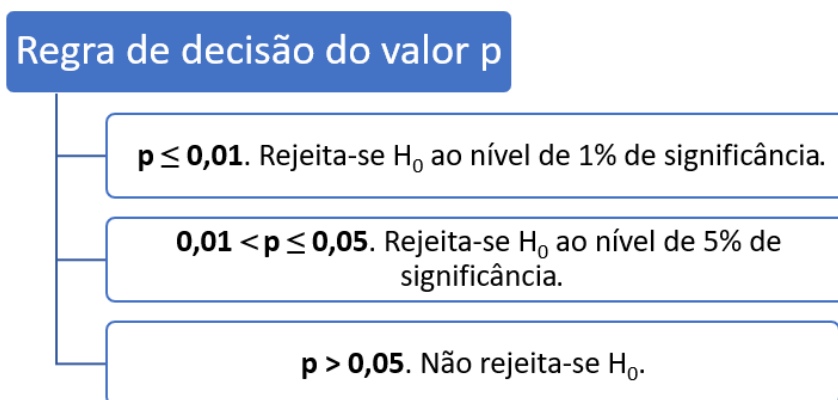 Regra de decisão do valor p
p ≤ 0,01. Rejeita-se H₀ ao nível de 1% de significância.
0,01 < p ≤ 0,05. Rejeita-se H₀ ao nível de 5% de
significância.
p > 0,05. Não rejeita-se H₀.